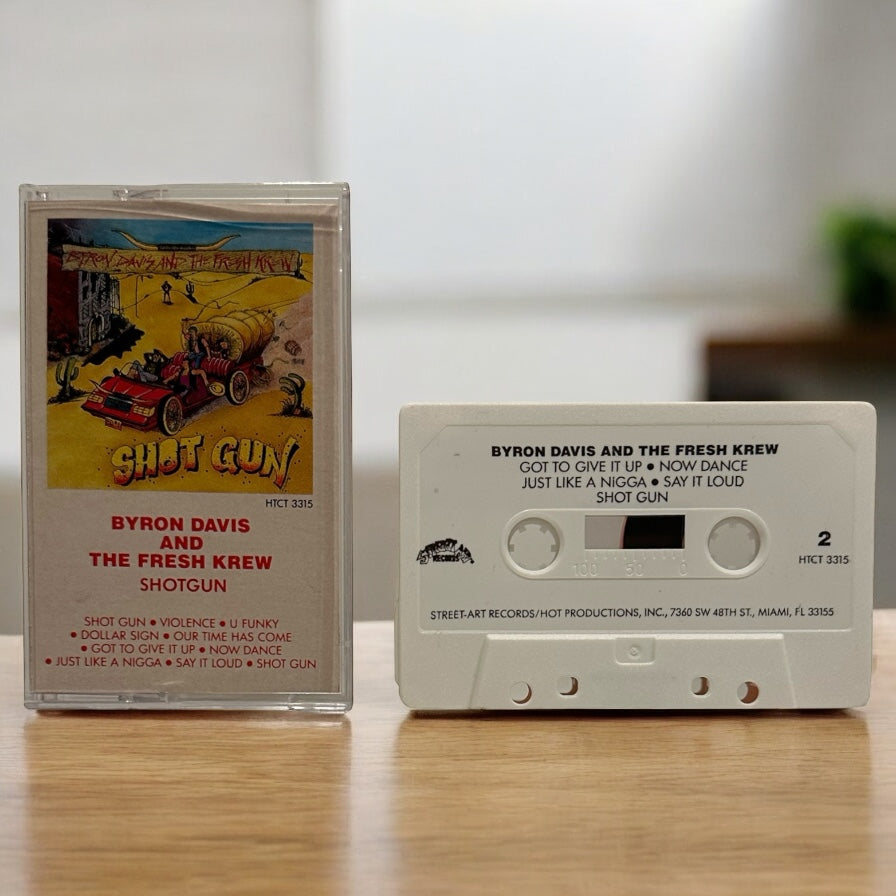 BYRON DAVIS AND THE FRESH KREW
SHOT GUN
HTCT 3315
BYRON DAVIS
AND
THE FRESH KREW
SHOTGUN
SHOT GUN • VIOLENCE • U FUNKY
• DOLLAR SIGN • OUR TIME HAS COME
• GOT TO GIVE IT UP • NOW DANCE
• JUST LIKE A NIGGA • SAY IT LOUD • SHOT GUN
BYRON DAVIS AND THE FRESH KREW
GOT TO GIVE IT UP • NOW DANCE
JUST LIKE A NIGGA • SAY IT LOUD
SHOT GUN
2
HTCT 3315
RECORDS
100 50 0
STREET-ART RECORDS/HOT PRODUCTIONS, INC., 7360 SW 48TH ST., MIAMI, FL 33155